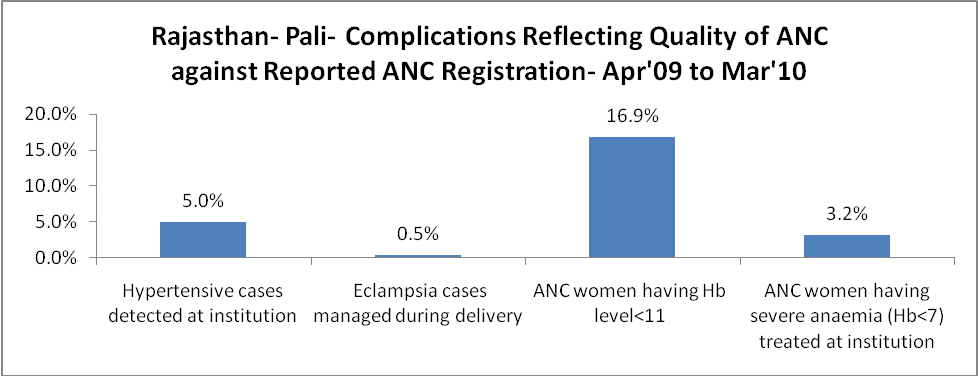 Rajasthan- Pali- Complications Reflecting Quality of ANC
against Reported ANC Registration- Apr'09 to Mar'10
20.0%
15.0%
10.0%
5.0%
0.0%
5.0%
0.5%
16.9%
3.2%
Hypertensive cases
detected at institution
Eclampsia cases
managed during delivery
ANC women having Hb
level<11
ANC women having
severe anaemia (Hb<7)
treated at institution